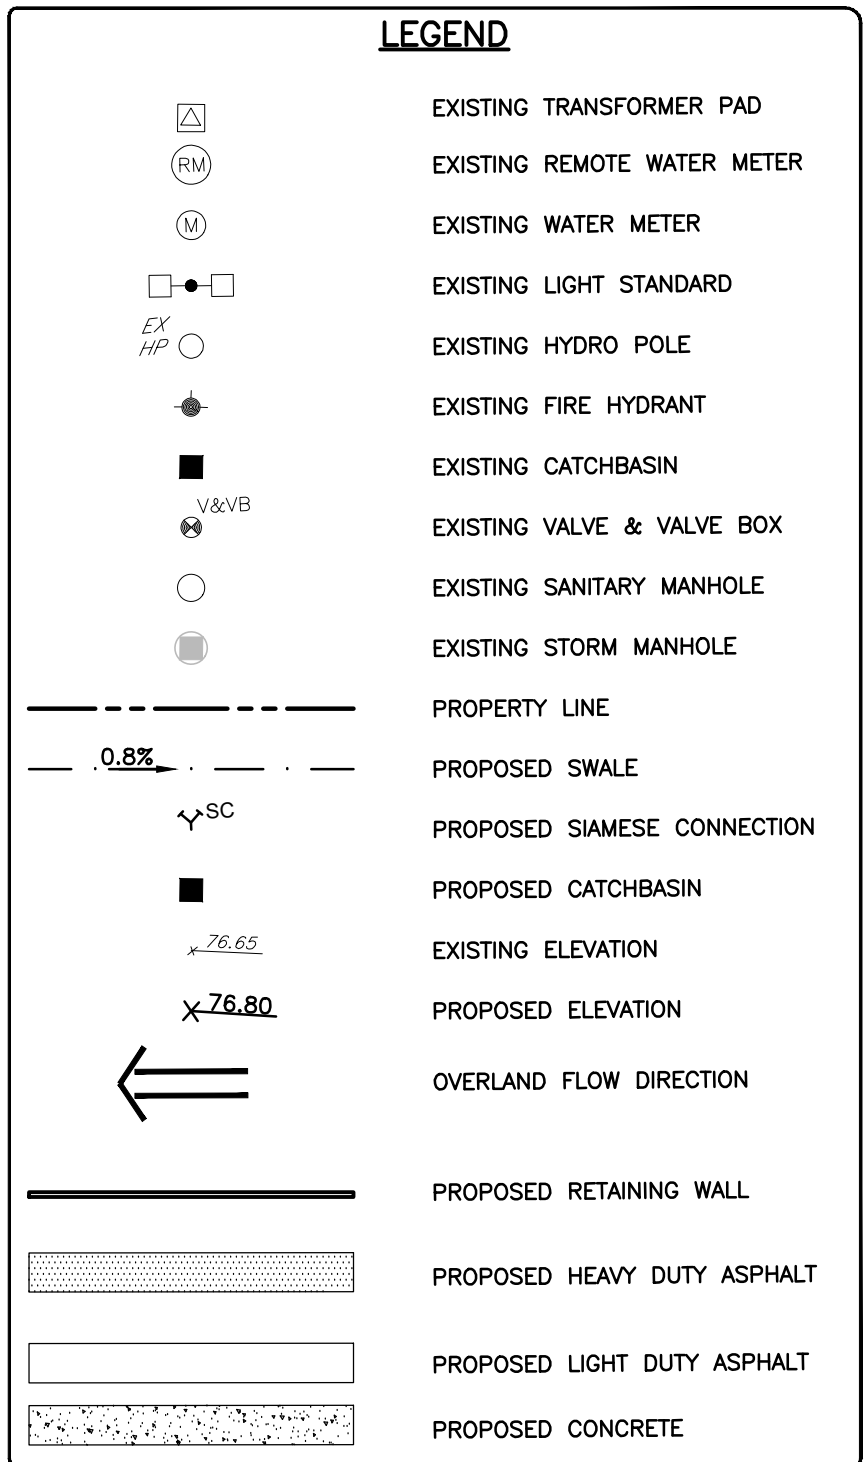 LEGEND
EXISTING TRANSFORMER PAD
RM EXISTING REMOTE WATER METER
M EXISTING WATER METER
EXISTING LIGHT STANDARD
EX
HP EXISTING HYDRO POLE
EXISTING FIRE HYDRANT
EXISTING CATCHBASIN
V&VB
EXISTING VALVE & VALVE BOX
EXISTING SANITARY MANHOLE
EXISTING STORM MANHOLE
PROPERTY LINE
0.8% PROPOSED SWALE
SC PROPOSED SIAMESE CONNECTION
PROPOSED CATCHBASIN
76.65 EXISTING ELEVATION
76.80 PROPOSED ELEVATION
OVERLAND FLOW DIRECTION
PROPOSED RETAINING WALL
PROPOSED HEAVY DUTY ASPHALT
PROPOSED LIGHT DUTY ASPHALT
PROPOSED CONCRETE